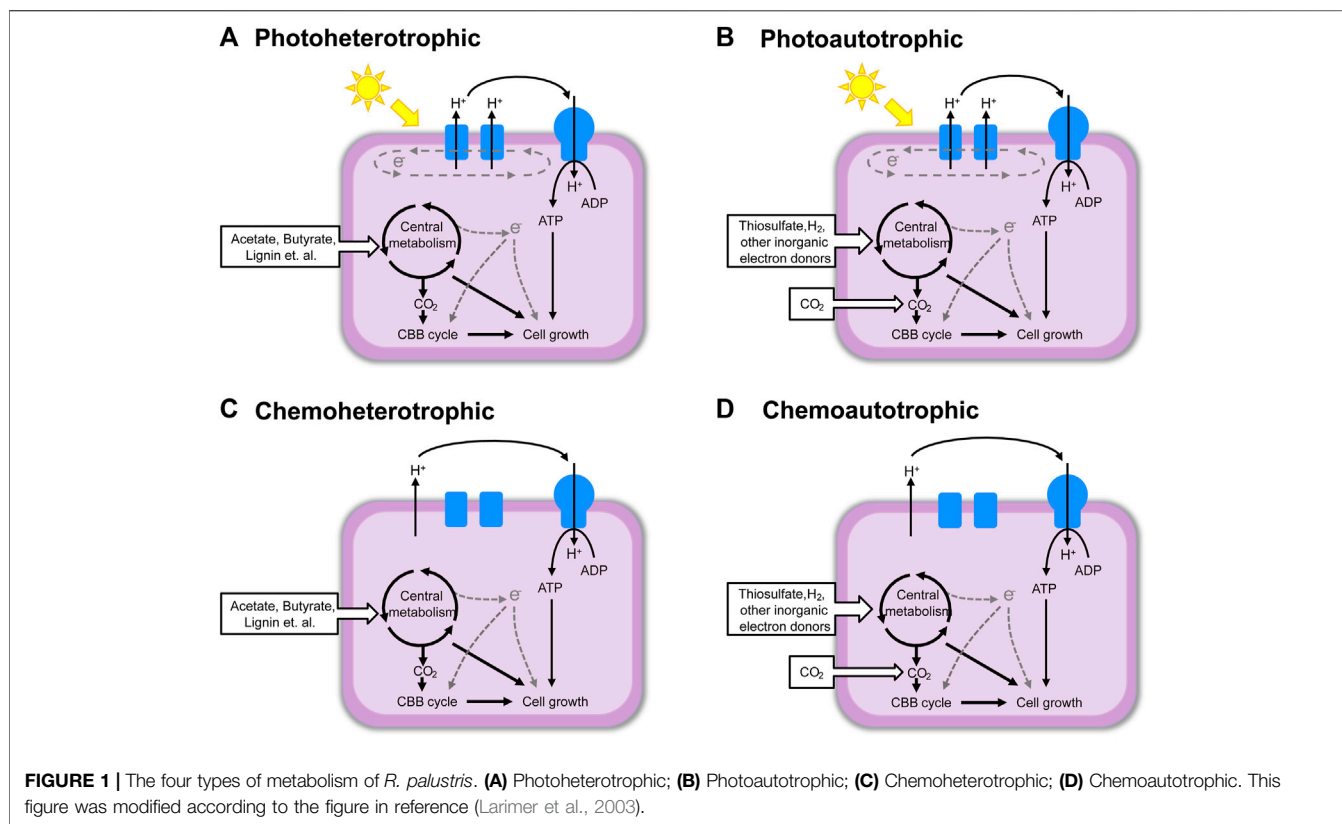 A Photoheterotrophic
H⁺ H⁺
e⁻
H⁺
ADP
ATP
Central
metabolism
e⁻
Acetate, Butyrate,
Lignin et. al.
CO₂
CBB cycle
Cell growth
B Photoautotrophic
H⁺ H⁺
e⁻
H⁺
ADP
ATP
Central
metabolism
e⁻
Thiosulfate,H₂,
other inorganic
electron donors
CO₂
CO₂
CBB cycle
Cell growth
C Chemoheterotrophic
H⁺
H⁺
ADP
ATP
Central
metabolism
e⁻
Acetate, Butyrate,
Lignin et. al.
CO₂
CBB cycle
Cell growth
D Chemoautotrophic
H⁺
H⁺
ADP
ATP
Central
metabolism
e⁻
Thiosulfate,H₂,
other inorganic
electron donors
CO₂
CO₂
CBB cycle
Cell growth
FIGURE 1 | The four types of metabolism of R. palustris. (A) Photoheterotrophic; (B) Photoautotrophic; (C) Chemoheterotrophic; (D) Chemoautotrophic. This
figure was modified according to the figure in reference (Larimer et al., 2003).